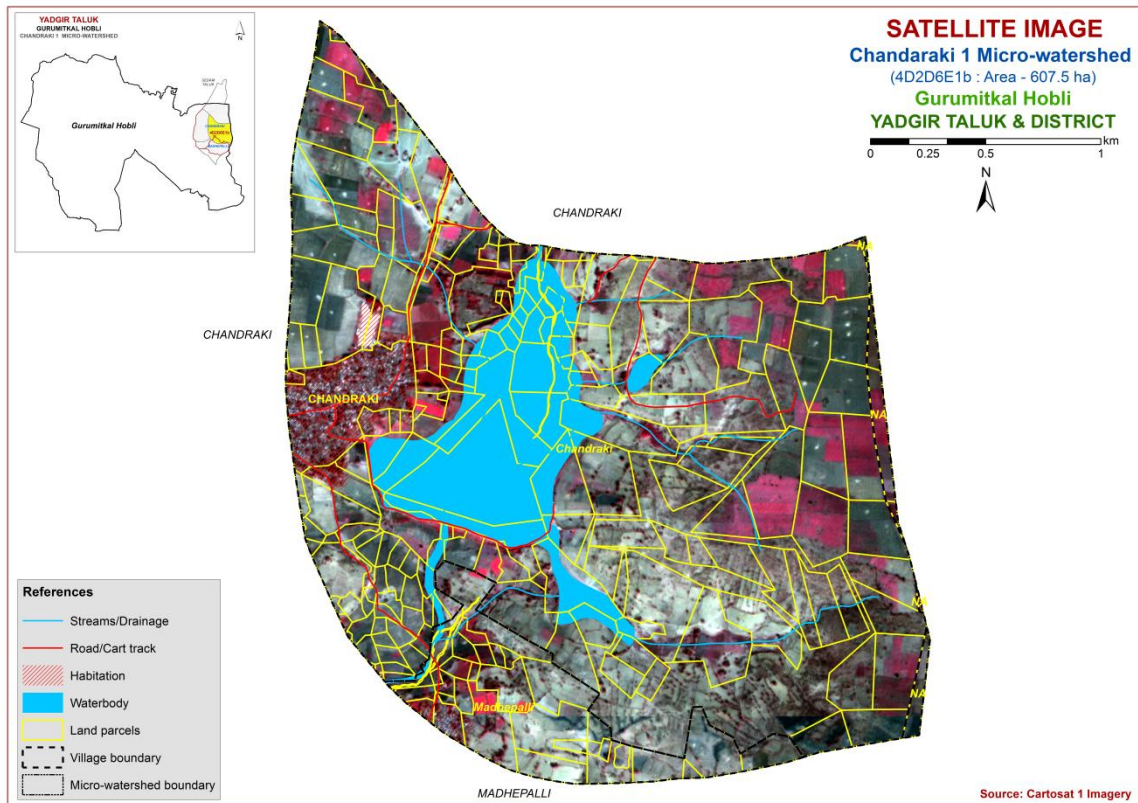 YADGIR TALUK
GURUMITKAL HOBLI
CHANDRAKI 1 MICRO-WATERSHED
N
SEDAM
TALUK
Gurumitkal Hobli
4D2D6E1b
SATELLITE IMAGE
Chandaraki 1 Micro-watershed
(4D2D6E1b : Area - 607.5 ha)
Gurumitkal Hobli
YADGIR TALUK & DISTRICT
km
0 0.25 0.5 1
N
CHANDRAKI
NA
CHANDRAKI
CHANDRAKI
NA
Chandraki
NA
NA
Madhepalli
MADHEPALLI
References
Streams/Drainage
Road/Cart track
Habitation
Waterbody
Land parcels
Village boundary
Micro-watershed boundary
Source: Cartosat 1 Imagery